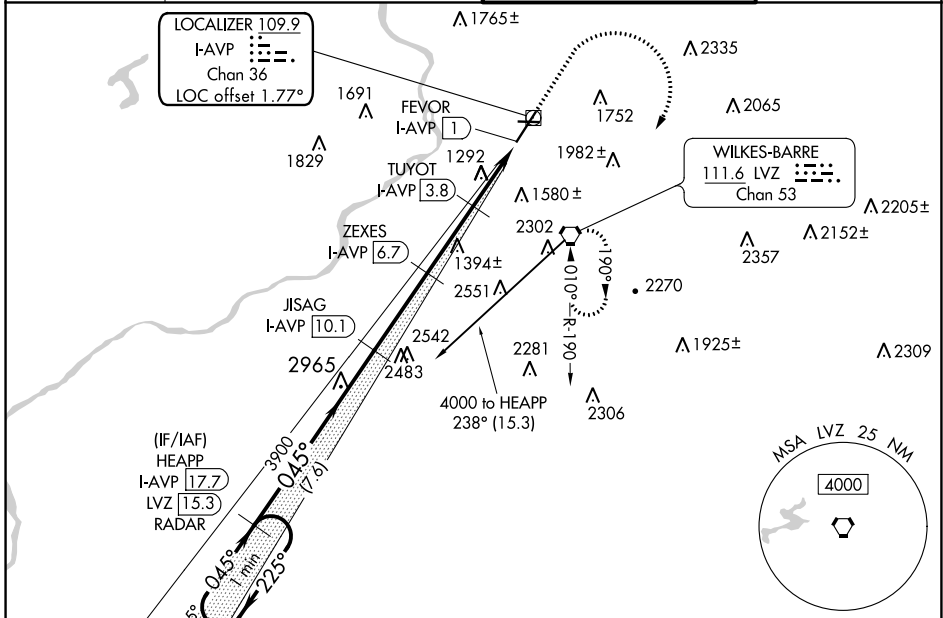 LOCALIZER 109.9
I-AVP
Chan 36
LOC offset 1.77°
1765±
2335
1691
FEVOR
I-AVP 1
1752
2065
1829
1292
1982±
WILKES-BARRE
111.6 LVZ
Chan 53
TUYOT
I-AVP 3.8
1580±
2205±
2302
2152±
ZEXES
I-AVP 6.7
1394±
2357
190°
010°
R-190
2551
2270
JISAG
I-AVP 10.1
2542
2483
2965
2281
1925±
2309
4000 to HEAPP
238° (15.3)
2306
(IF/IAF)
HEAPP
I-AVP 17.7
LVZ 15.3
RADAR
3900
045°
(7.6)
MSA LVZ 25 NM
4000
045°
1 min
225°